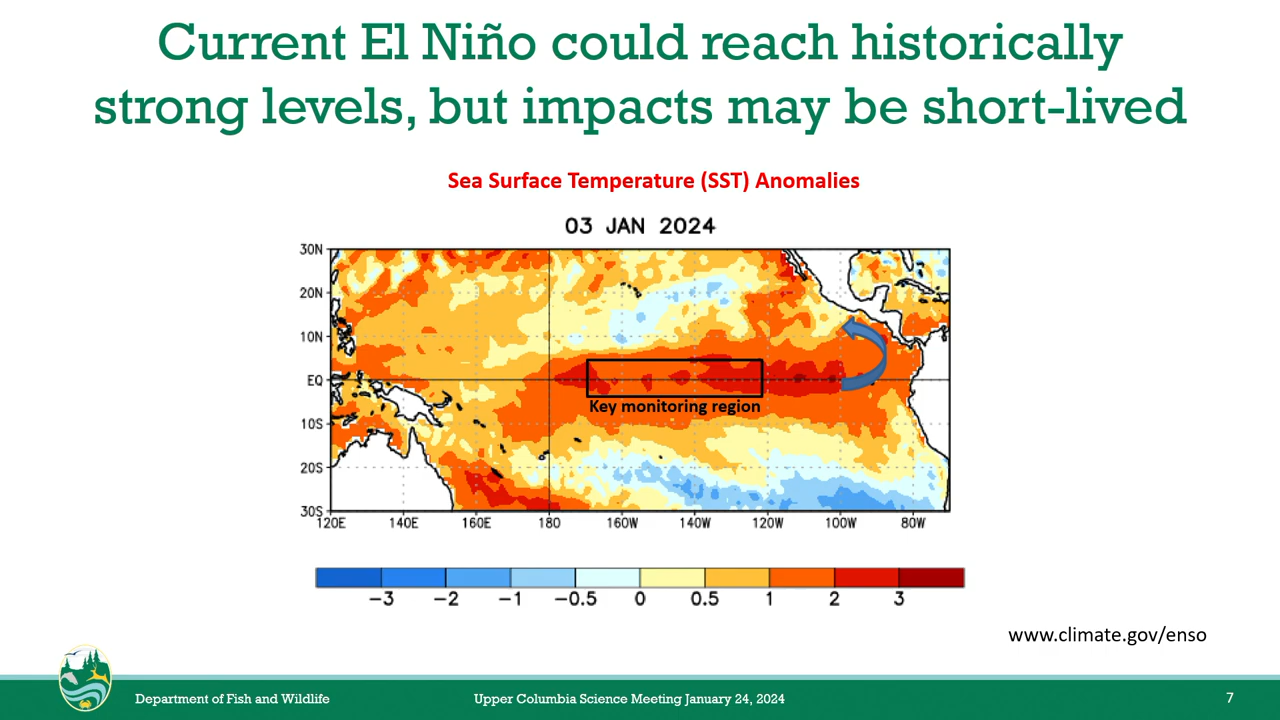 Current El Niño could reach historically
strong levels, but impacts may be short-lived
Sea Surface Temperature (SST) Anomalies
03 JAN 2024
30N
20N
10N
EQ
10S
20S
30S
Key monitoring region
120E 140E 160E 180 160W 140W 120W 100W 80W
−3 −2 −1 −0.5 0 0.5 1 2 3
www.climate.gov/enso
Department of Fish and Wildlife Upper Columbia Science Meeting January 24, 2024 7